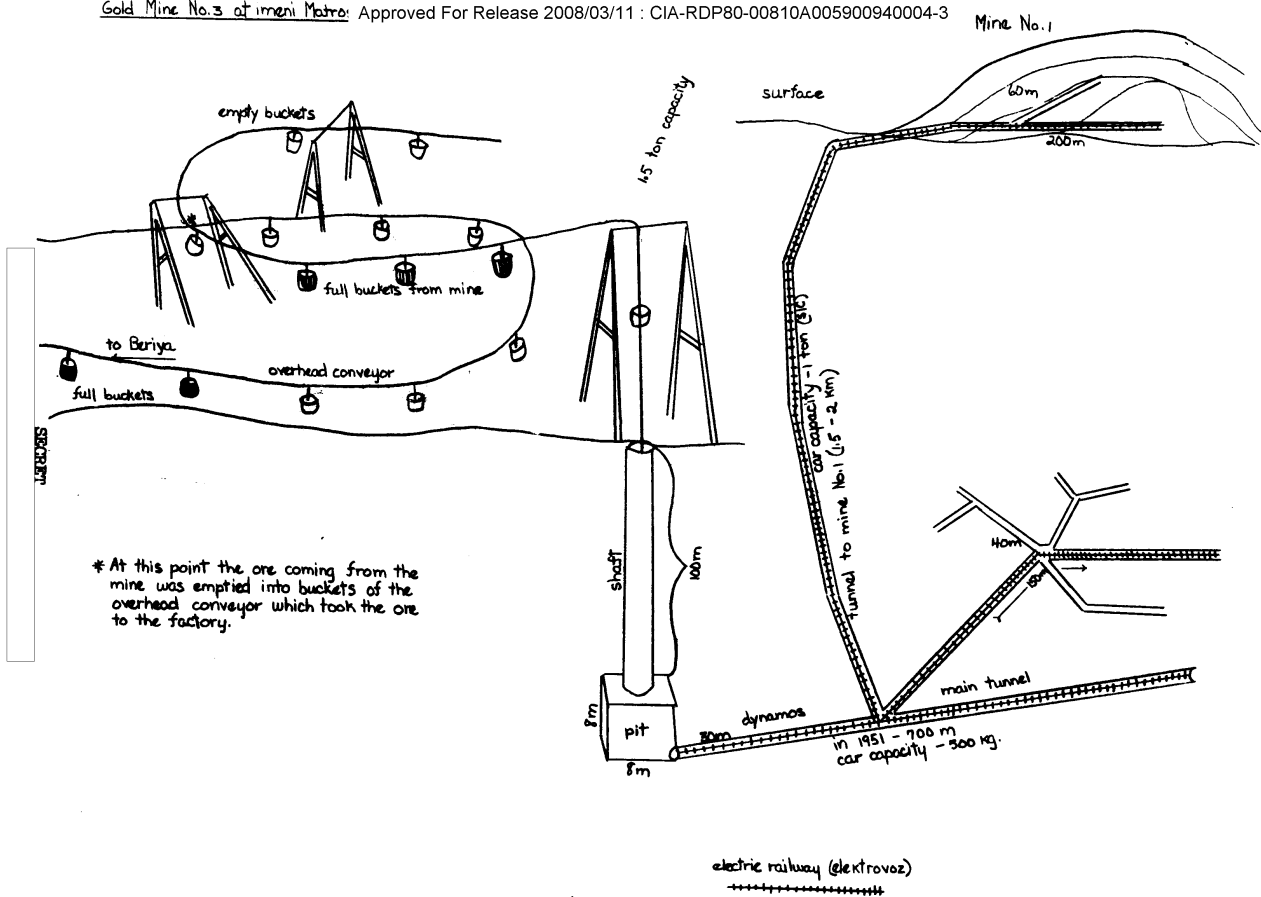 Gold Mine No.3 at imeni Matro
Approved For Release 2008/03/11 : CIA-RDP80-00810A005900940004-3
Mine No.1
empty buckets
1.5 ton capacity
surface
60m
200m
full buckets from mine
to Beriya
overhead conveyor
full buckets
SECRET
car capacity - 1 ton (sic)
tunnel to mine No.1 (1.5 - 2 km)
* At this point the ore coming from the
mine was emptied into buckets of the
overhead conveyor which took the ore
to the factory.
shaft
100m
40m
main tunnel
8m
pit
8m
dynamos
in 1951 - 700 m
car capacity - 500 kg.
electric railway (elektrovoz)